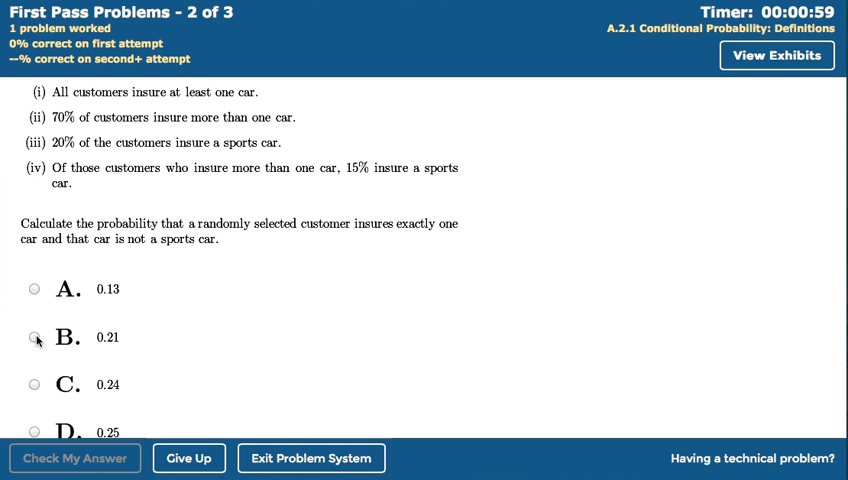 First Pass Problems - 2 of 3
1 problem worked
0% correct on first attempt
--% correct on second+ attempt
Timer: 00:00:59
A.2.1 Conditional Probability: Definitions
View Exhibits
(i) All customers insure at least one car.
(ii) 70% of customers insure more than one car.
(iii) 20% of the customers insure a sports car.
(iv) Of those customers who insure more than one car, 15% insure a sports
car.
Calculate the probability that a randomly selected customer insures exactly one
car and that car is not a sports car.
A. 0.13
B. 0.21
C. 0.24
D. 0.25
Check My Answer
Give Up
Exit Problem System
Having a technical problem?